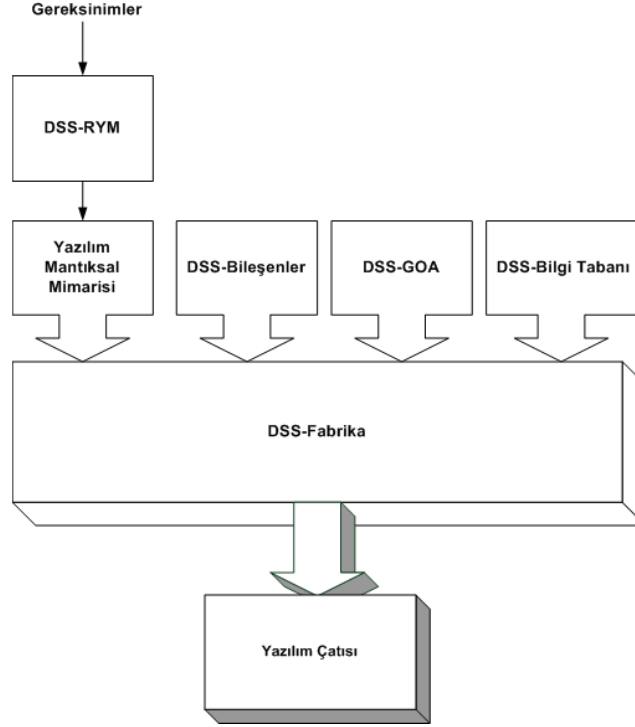 Gereksinimler
DSS-RYM
Yazılım
Mantıksal
Mimarisi
DSS-Bileşenler
DSS-GOA
DSS-Bilgi Tabanı
DSS-Fabrika
Yazılım Çatısı